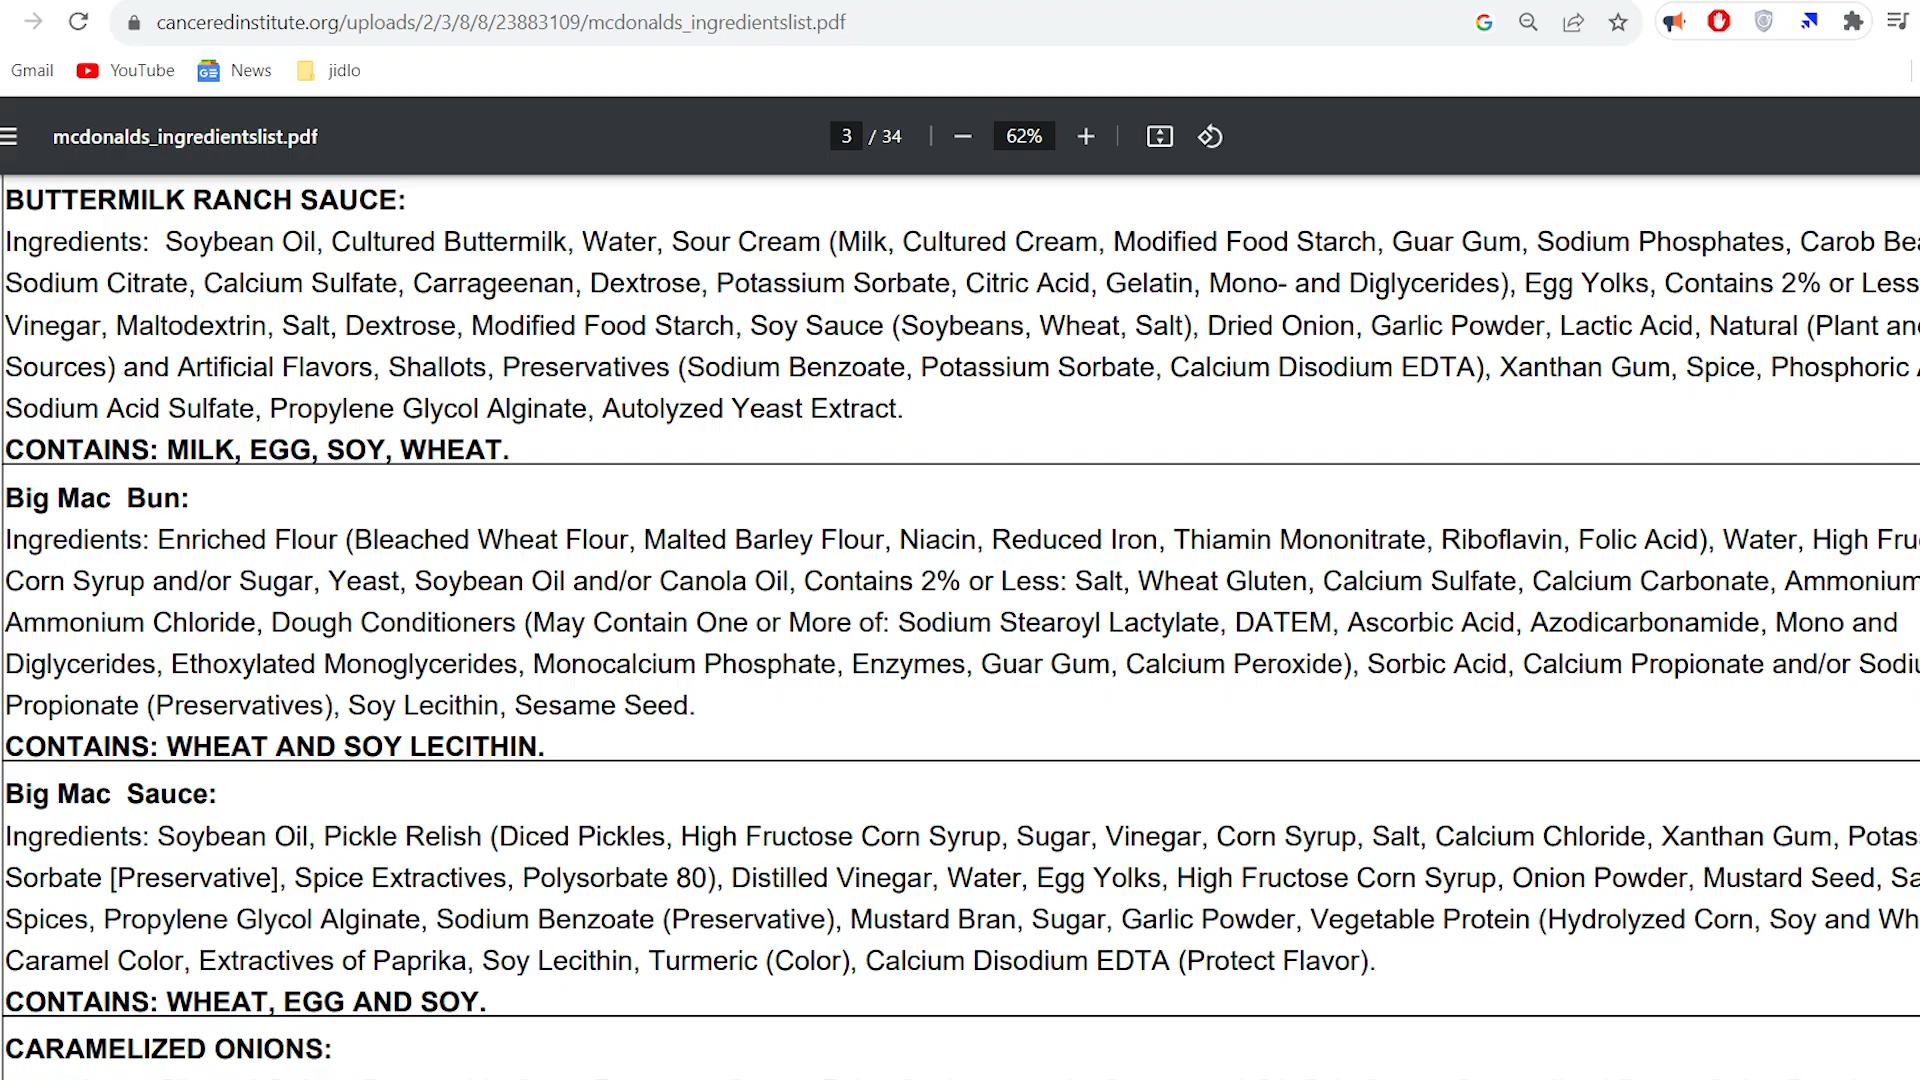 canceredinstitute.org/uploads/2/3/8/8/23883109/mcdonalds_ingredientslist.pdf
Gmail YouTube News jidlo
mcdonalds_ingredientslist.pdf 3 / 34 62%
BUTTERMILK RANCH SAUCE:
Ingredients: Soybean Oil, Cultured Buttermilk, Water, Sour Cream (Milk, Cultured Cream, Modified Food Starch, Guar Gum, Sodium Phosphates, Carob Bea
Sodium Citrate, Calcium Sulfate, Carrageenan, Dextrose, Potassium Sorbate, Citric Acid, Gelatin, Mono- and Diglycerides), Egg Yolks, Contains 2% or Less
Vinegar, Maltodextrin, Salt, Dextrose, Modified Food Starch, Soy Sauce (Soybeans, Wheat, Salt), Dried Onion, Garlic Powder, Lactic Acid, Natural (Plant and
Sources) and Artificial Flavors, Shallots, Preservatives (Sodium Benzoate, Potassium Sorbate, Calcium Disodium EDTA), Xanthan Gum, Spice, Phosphoric A
Sodium Acid Sulfate, Propylene Glycol Alginate, Autolyzed Yeast Extract.
CONTAINS: MILK, EGG, SOY, WHEAT.
Big Mac Bun:
Ingredients: Enriched Flour (Bleached Wheat Flour, Malted Barley Flour, Niacin, Reduced Iron, Thiamin Mononitrate, Riboflavin, Folic Acid), Water, High Fruc
Corn Syrup and/or Sugar, Yeast, Soybean Oil and/or Canola Oil, Contains 2% or Less: Salt, Wheat Gluten, Calcium Sulfate, Calcium Carbonate, Ammonium
Ammonium Chloride, Dough Conditioners (May Contain One or More of: Sodium Stearoyl Lactylate, DATEM, Ascorbic Acid, Azodicarbonamide, Mono and
Diglycerides, Ethoxylated Monoglycerides, Monocalcium Phosphate, Enzymes, Guar Gum, Calcium Peroxide), Sorbic Acid, Calcium Propionate and/or Sodiu
Propionate (Preservatives), Soy Lecithin, Sesame Seed.
CONTAINS: WHEAT AND SOY LECITHIN.
Big Mac Sauce:
Ingredients: Soybean Oil, Pickle Relish (Diced Pickles, High Fructose Corn Syrup, Sugar, Vinegar, Corn Syrup, Salt, Calcium Chloride, Xanthan Gum, Potas
Sorbate [Preservative], Spice Extractives, Polysorbate 80), Distilled Vinegar, Water, Egg Yolks, High Fructose Corn Syrup, Onion Powder, Mustard Seed, Sa
Spices, Propylene Glycol Alginate, Sodium Benzoate (Preservative), Mustard Bran, Sugar, Garlic Powder, Vegetable Protein (Hydrolyzed Corn, Soy and Wh
Caramel Color, Extractives of Paprika, Soy Lecithin, Turmeric (Color), Calcium Disodium EDTA (Protect Flavor).
CONTAINS: WHEAT, EGG AND SOY.
CARAMELIZED ONIONS: